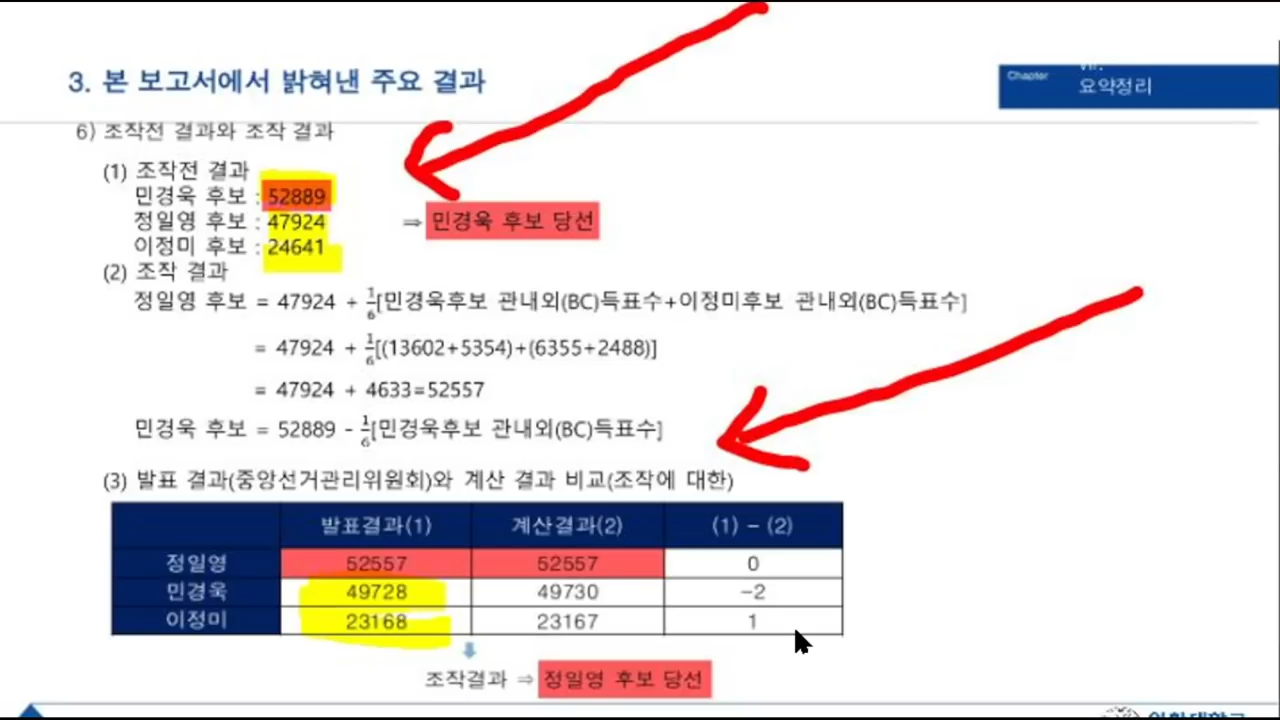 3. 본 보고서에서 밝혀낸 주요 결과
Chapter
요약정리
6) 조작전 결과와 조작 결과
(1) 조작전 결과
민경욱 후보 : 52889
정일영 후보 : 47924 ⇒ 민경욱 후보 당선
이정미 후보 : 24641
(2) 조작 결과
정일영 후보 = 47924 + 1/6[민경욱후보 관내외(BC)득표수+이정미후보 관내외(BC)득표수]
= 47924 + 1/6[(13602+5354)+(6355+2488)]
= 47924 + 4633=52557
민경욱 후보 = 52889 - 1/6[민경욱후보 관내외(BC)득표수]
(3) 발표 결과(중앙선거관리위원회)와 계산 결과 비교(조작에 대한)
발표결과(1) 계산결과(2) (1) - (2)
정일영 52557 52557 0
민경욱 49728 49730 -2
이정미 23168 23167 1
조작결과 ⇒ 정일영 후보 당선